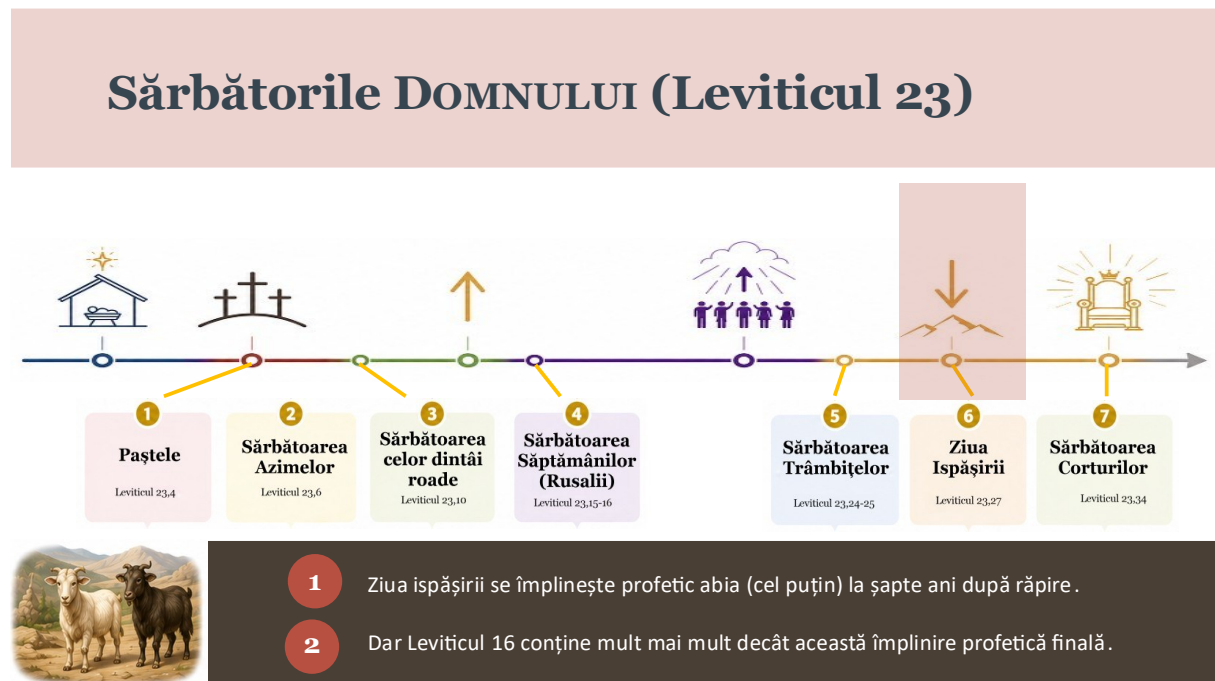 Sărbătorile DOMNULUI (Leviticul 23)
1
Paștele
Leviticul 23,4
2
Sărbătoarea
Azimelor
Leviticul 23,6
3
Sărbătoarea
celor dintâi
roade
Leviticul 23,10
4
Sărbătoarea
Săptămânilor
(Rusalii)
Leviticul 23,15-16
5
Sărbătoarea
Trâmbițelor
Leviticul 23,24-25
6
Ziua
Ispășirii
Leviticul 23,27
7
Sărbătoarea
Corturilor
Leviticul 23,34
1 Ziua ispășirii se împlinește profetic abia (cel puțin) la șapte ani după răpire.
2 Dar Leviticul 16 conține mult mai mult decât această împlinire profetică finală.